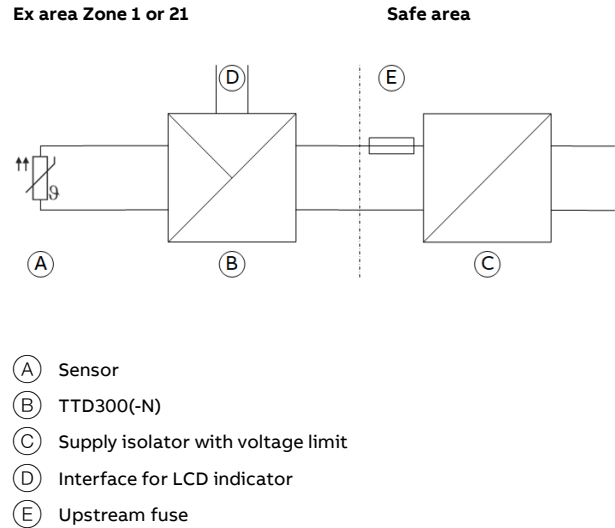 Ex area Zone 1 or 21
Safe area
D
E
ϑ
A
B
C
A Sensor
B TTD300(-N)
C Supply isolator with voltage limit
D Interface for LCD indicator
E Upstream fuse